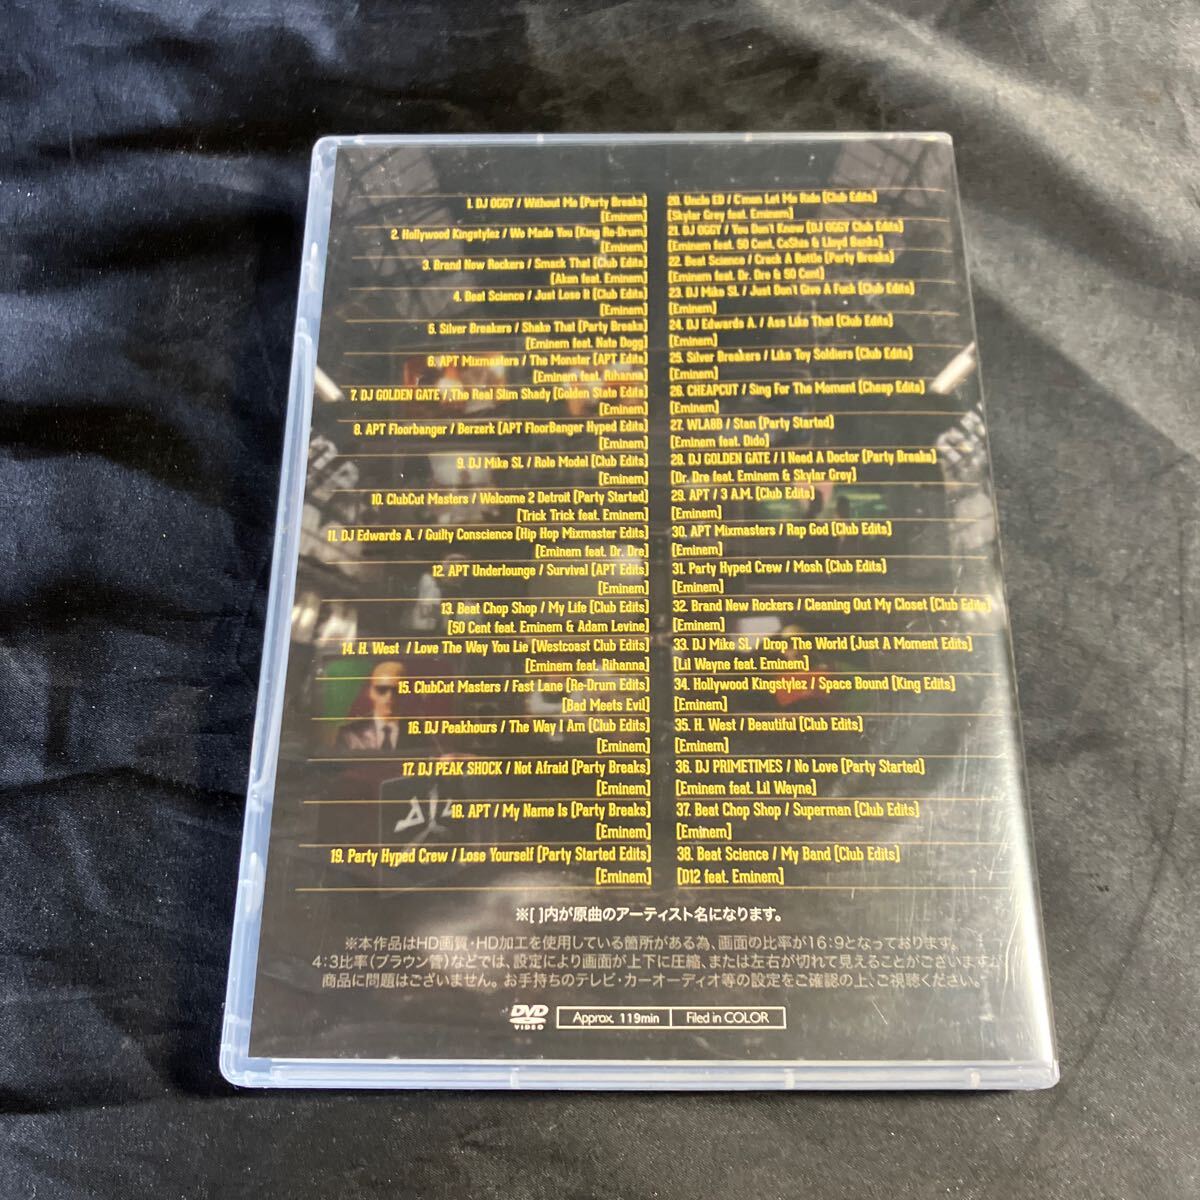 1. DJ OGGY / Without Me [Party Breaks]
[Eminem]
2. Hollywood Kingstylez / We Made You [King Re-Drum]
[Eminem]
3. Brand New Rockers / Smack That [Club Edits]
[Akon feat. Eminem]
4. Beat Science / Just Lose It [Club Edits]
[Eminem]
5. Silver Breakers / Shake That [Party Breaks]
[Eminem feat. Nate Dogg]
6. APT Mixmasters / The Monster [APT Edits]
[Eminem feat. Rihanna]
7. DJ GOLDEN GATE / .The Real Slim Shady [Golden State Edits]
[Eminem]
8. APT Floorbanger / Berzerk [APT FloorBanger Hyped Edits]
[Eminem]
9. DJ Mike SL / Role Model [Club Edits]
[Eminem]
10. ClubCut Masters / Welcome 2 Detroit [Party Started]
[Trick Trick feat. Eminem]
11. DJ Edwards A. / Guilty Conscience [Hip Hop Mixmaster Edits]
[Eminem feat. Dr. Dre]
12. APT Underlounge / Survival [APT Edits]
[Eminem]
13. Beat Chop Shop / My Life [Club Edits]
[50 Cent feat. Eminem & Adam Levine]
14. H. West / Love The Way You Lie [Westcoast Club Edits]
[Eminem feat. Rihanna]
15. ClubCut Masters / Fast Lane [Re-Drum Edits]
[Bad Meets Evil]
16. DJ Peakhours / The Way I Am [Club Edits]
[Eminem]
17. DJ PEAK SHOCK / Not Afraid [Party Breaks]
[Eminem]
18. APT / My Name Is [Party Breaks]
[Eminem]
19. Party Hyped Crew / Lose Yourself [Party Started Edits]
[Eminem]
20. Uncle ED / C'mon Let Me Ride [Club Edits]
[Skylar Grey feat. Eminem]
21. DJ OGGY / You Don't Know [DJ OGGY Club Edits]
[Eminem feat. 50 Cent, Ca$his & Lloyd Banks]
22. Beat Science / Crack A Bottle [Party Breaks]
[Eminem feat. Dr. Dre & 50 Cent]
23. DJ Mike SL / Just Don't Give A Fuck [Club Edits]
[Eminem]
24. DJ Edwards A. / Ass Like That [Club Edits]
[Eminem]
25. Silver Breakers / Like Toy Soldiers [Club Edits]
[Eminem]
26. CHEAPCUT / Sing For The Moment [Cheap Edits]
[Eminem]
27. WLABB / Stan [Party Started]
[Eminem feat. Dido]
28. DJ GOLDEN GATE / I Need A Doctor [Party Breaks]
[Dr. Dre feat. Eminem & Skylar Grey]
29. APT / 3 A.M. [Club Edits]
[Eminem]
30. APT Mixmasters / Rap God [Club Edits]
[Eminem]
31. Party Hyped Crew / Mosh [Club Edits]
[Eminem]
32. Brand New Rockers / Cleaning Out My Closet [Club Edits]
[Eminem]
33. DJ Mike SL / Drop The World [Just A Moment Edits]
[Lil Wayne feat. Eminem]
34. Hollywood Kingstylez / Space Bound [King Edits]
[Eminem]
35. H. West / Beautiful [Club Edits]
[Eminem]
36. DJ PRIMETIMES / No Love [Party Started]
[Eminem feat. Lil Wayne]
37. Beat Chop Shop / Superman [Club Edits]
[Eminem]
38. Beat Science / My Band [Club Edits]
[D12 feat. Eminem]
※[ ]内が原曲のアーティスト名になります。
※本作品はHD画質・HD加工を使用している箇所がある為、画面の比率が16:9となっております。
4:3比率(ブラウン管)などでは、設定により画面が上下に圧縮、または左右が切れて見えることがございますが
商品に問題はございません。お手持ちのテレビ・カーオーディオ等の設定をご確認の上、ご視聴ください。
DVD VIDEO Approx. 119min Filed in COLOR